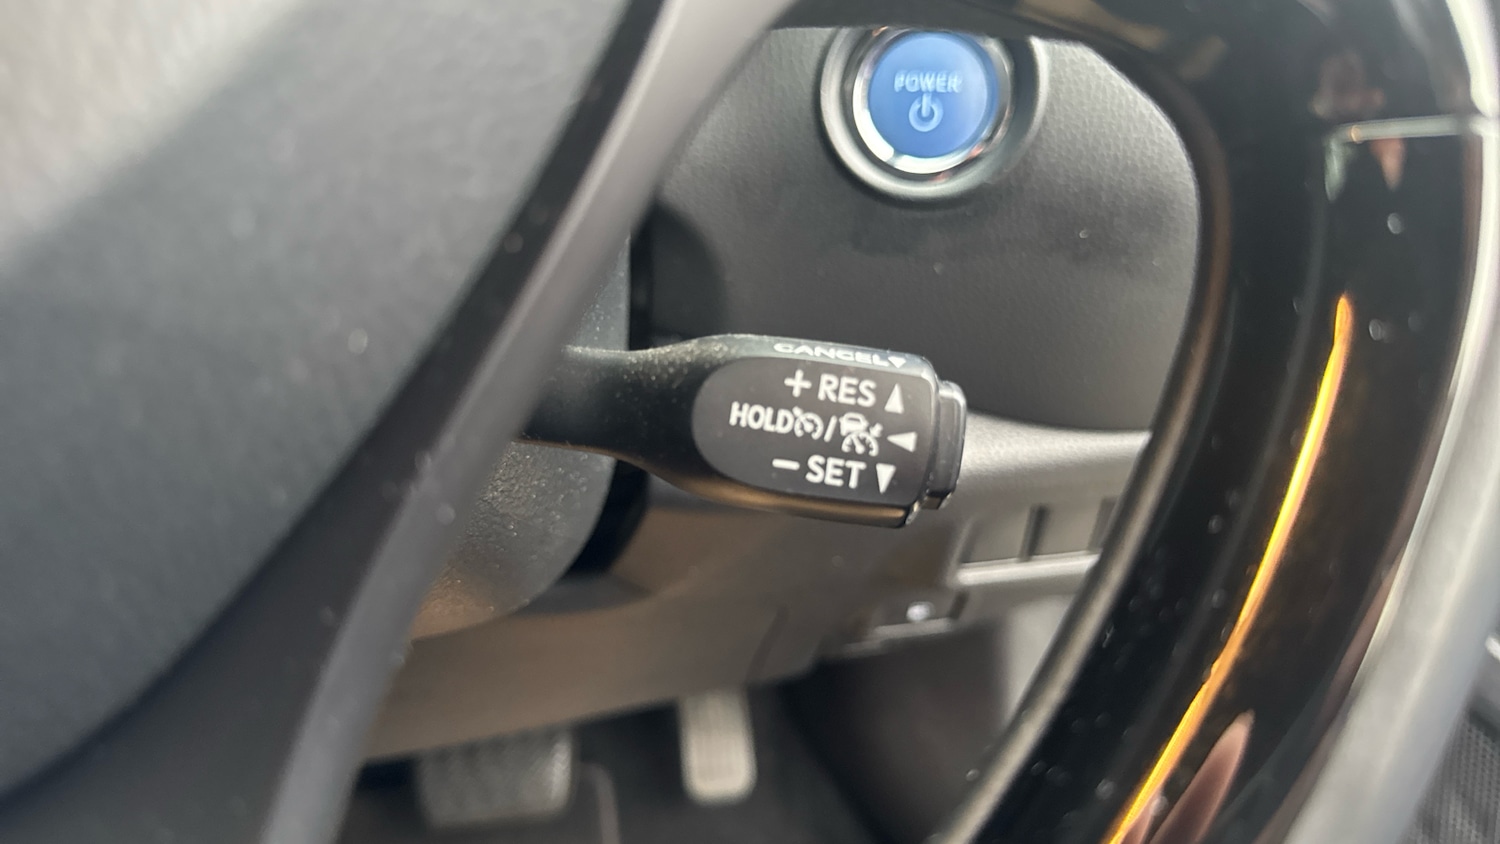 POWER
CANCEL
+ RES
HOLD /
- SET